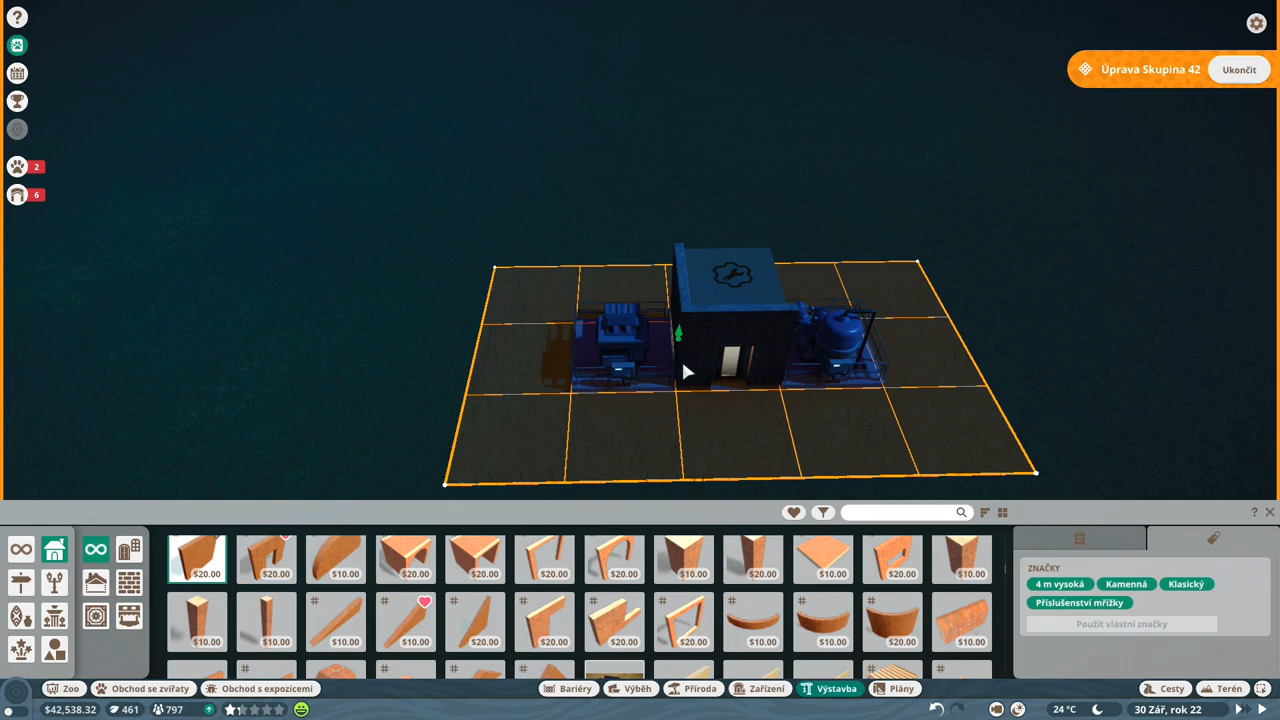 ?
Úprava Skupina 42 Ukončit
2
6
? ×
$20.00 $20.00 $10.00 $20.00 $20.00 $20.00 $20.00 $10.00 $10.00 $10.00 $20.00 $10.00
ZNAČKY
4 m vysoká Kamenná Klasický
Příslušenství mřížky
Použít vlastní značky
$10.00 $10.00 $10.00 $10.00 $20.00 $20.00 $20.00 $20.00 $10.00 $10.00 $20.00 $10.00
Zoo Obchod se zvířaty Obchod s expozicemi Bariéry Výběh Příroda Zařízení Výstavba Plány Cesty Terén
$42,538.32 461 797 24 °C 30 Zář, rok 22